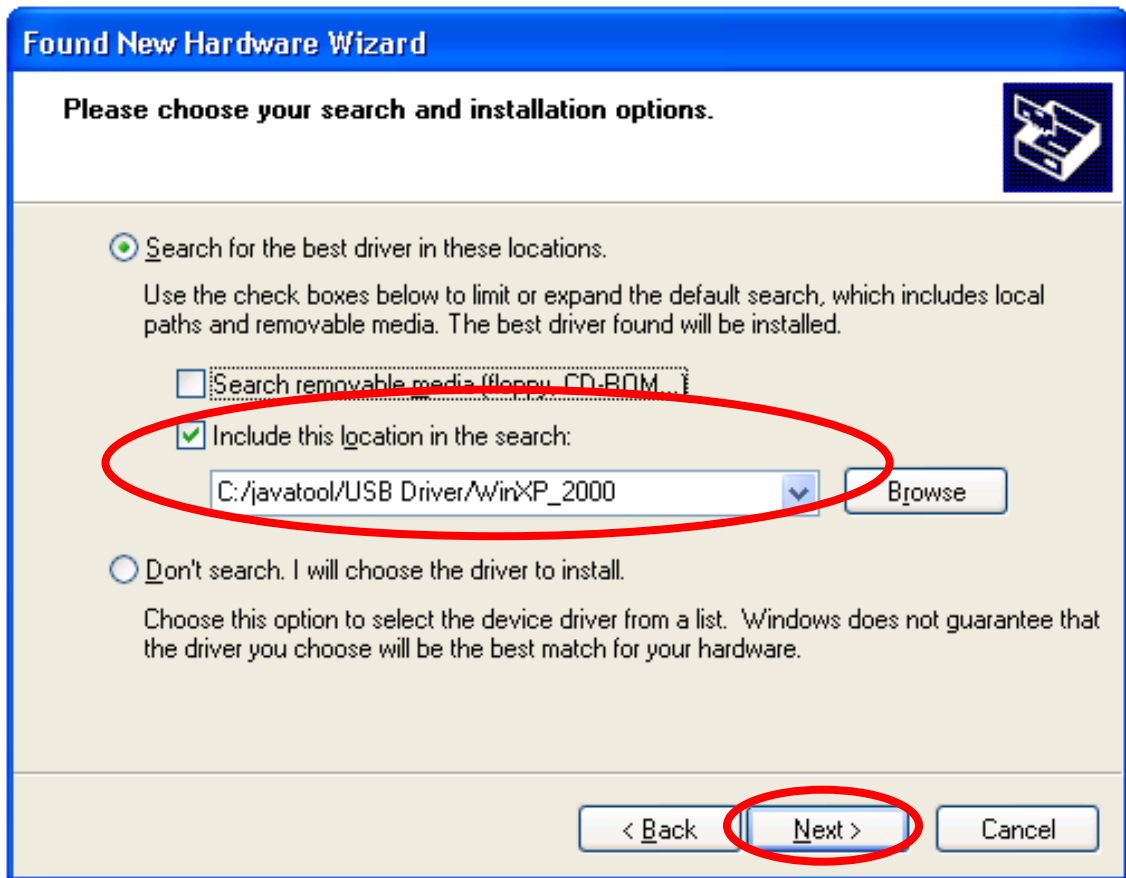 Found New Hardware Wizard
Please choose your search and installation options.
Search for the best driver in these locations.
Use the check boxes below to limit or expand the default search, which includes local
paths and removable media. The best driver found will be installed.
Search removable media (floppy, CD-ROM...)
Include this location in the search:
C:/javatool/USB Driver/WinXP_2000
Browse
Don't search. I will choose the driver to install.
Choose this option to select the device driver from a list.  Windows does not guarantee that
the driver you choose will be the best match for your hardware.
< Back
Next >
Cancel